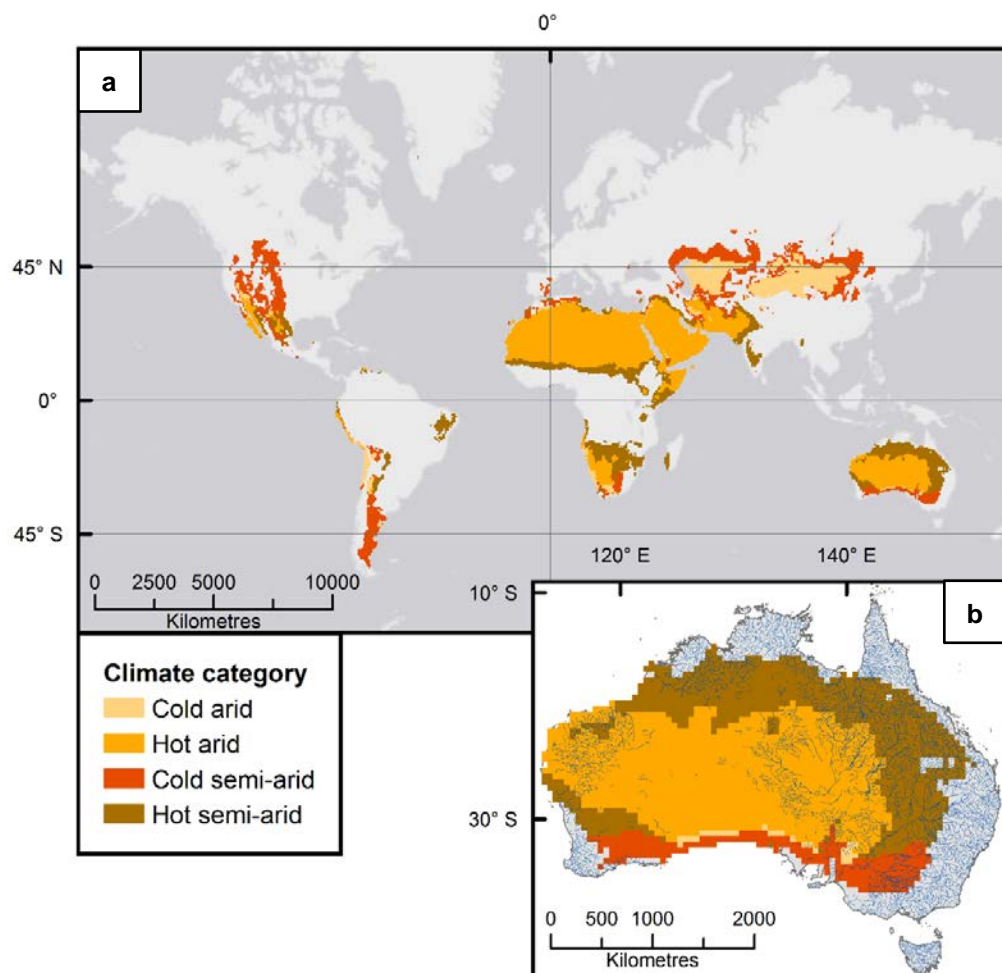 0°
a
45° N
0°
45° S
120° E 140° E
0 2500 5000 10000
Kilometres
10° S
b
Climate category
Cold arid
Hot arid
Cold semi-arid
Hot semi-arid
30° S
0 500 1000 2000
Kilometres